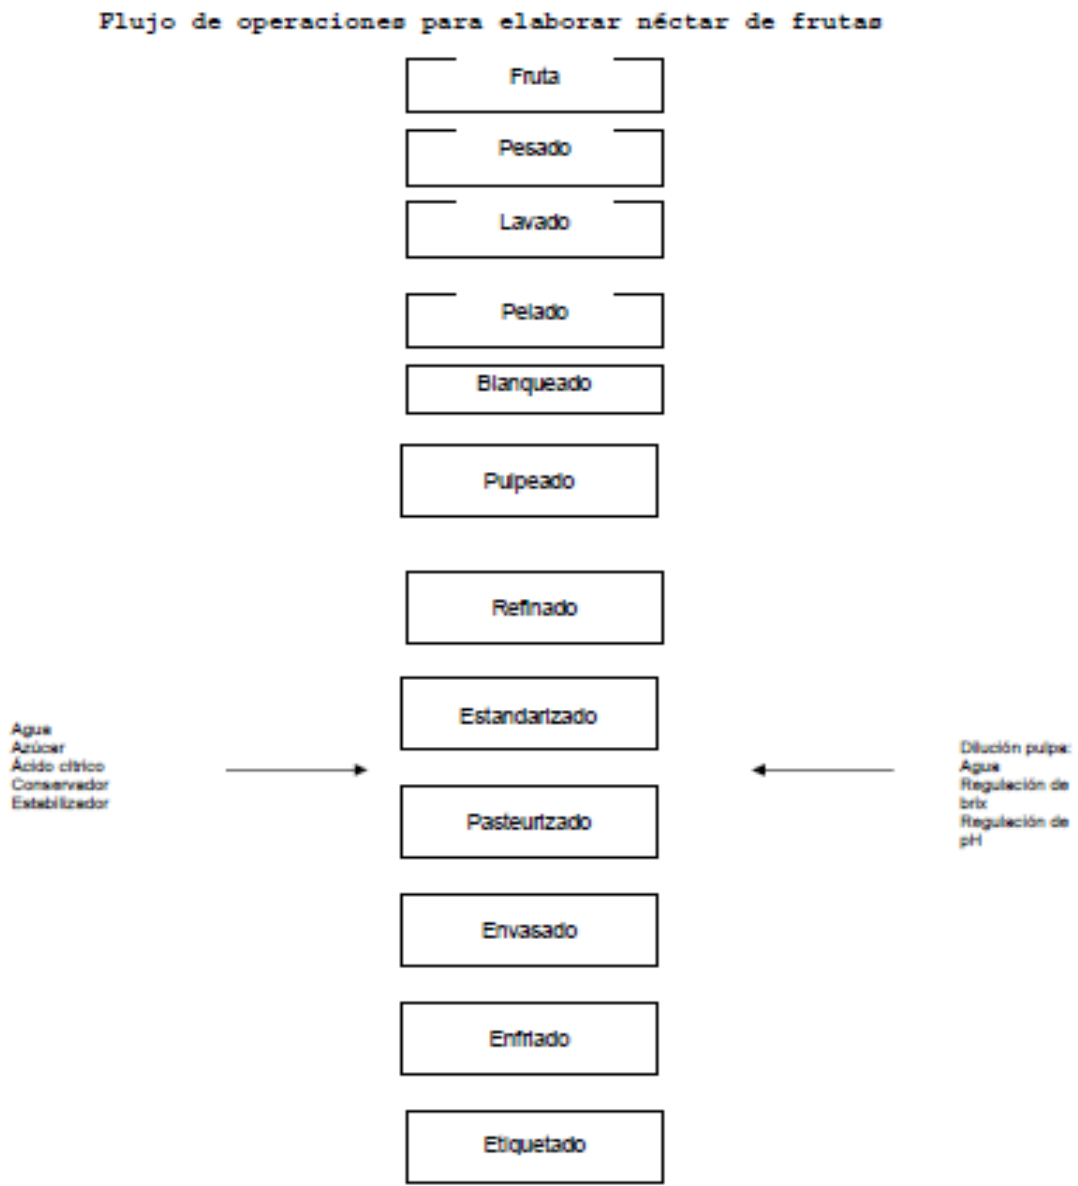 Flujo de operaciones para elaborar néctar de frutas
Fruta
Pesado
Lavado
Pelado
Blanqueado
Pulpeado
Refinado
Estandarizado
Agua
Azúcar
Ácido cítrico
Conservador
Estabilizador
Dilución pulpa:
Agua
Regulación de
brix
Regulación de
pH
Pasteurizado
Envasado
Enfriado
Etiquetado